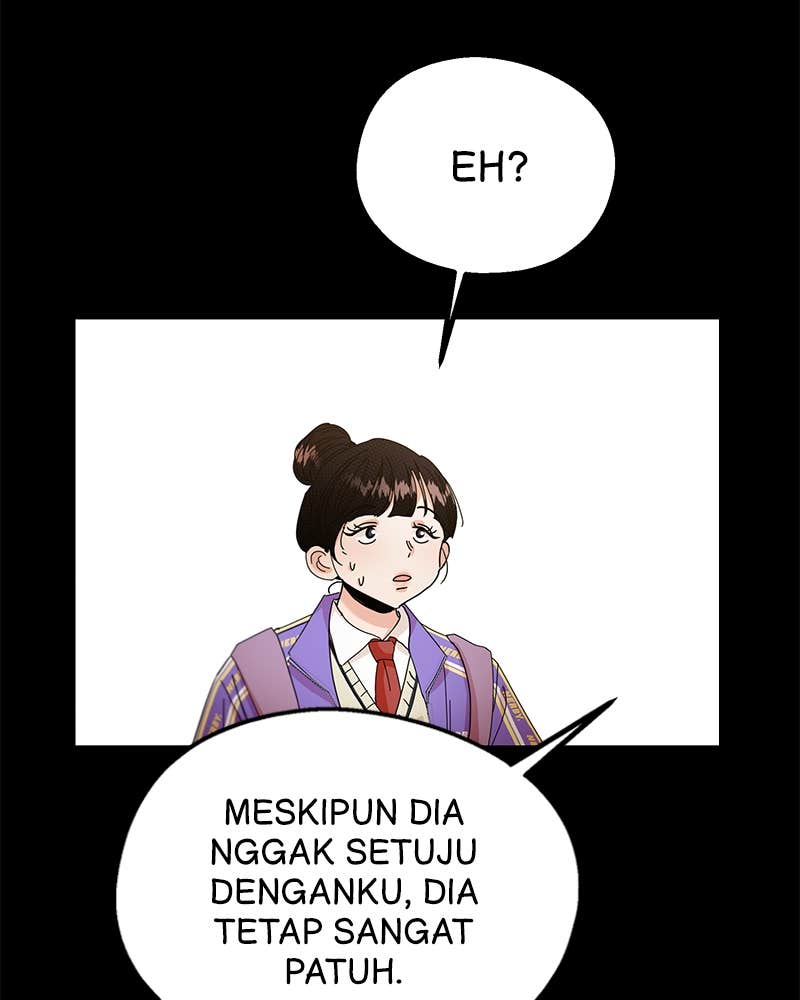 EH?
MESKIPUN DIA
NGGAK SETUJU
DENGANKU, DIA
TETAP SANGAT
PATUH.